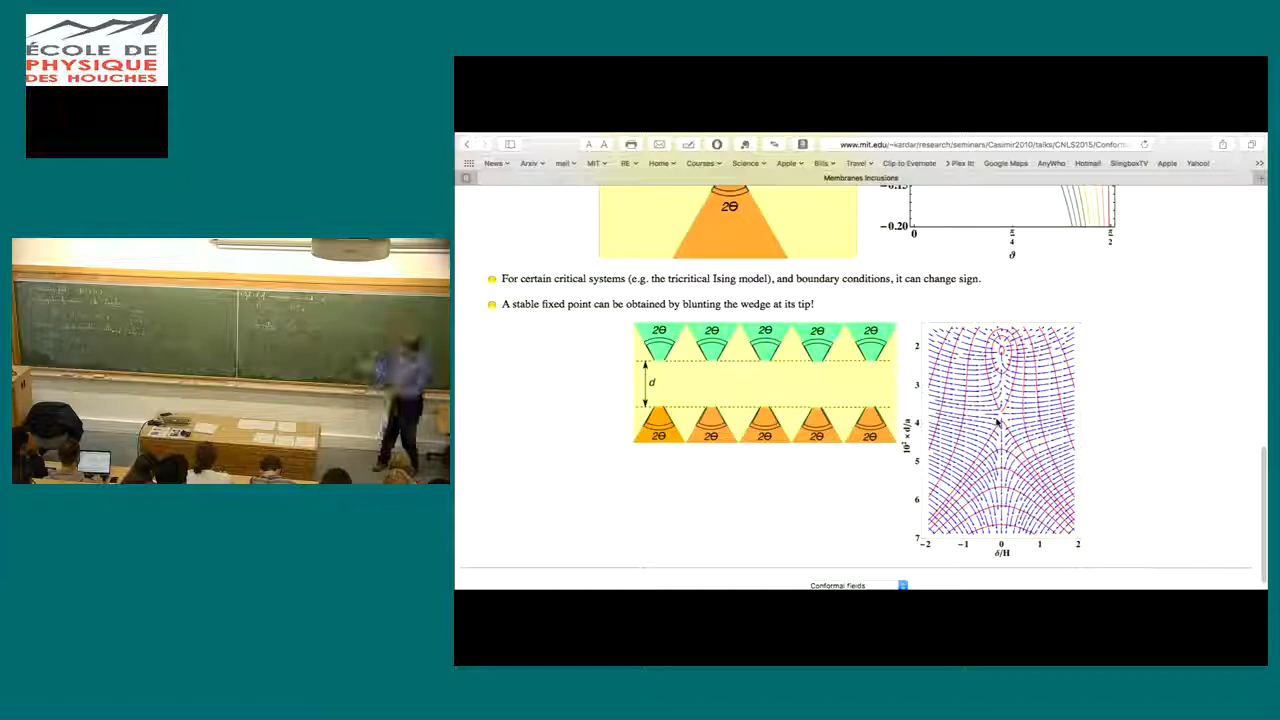 ÉCOLE DE
PHYSIQUE
DES HOUCHES
A A
www.mit.edu/~kardar/research/seminars/Casimir2010/talks/CNLS2015/Conform
News Arxiv mail MIT RE Home Courses Science Apple Bills Travel Clip to Evernote > Plex It! Google Maps AnyWho Homestead SlingboxTV Apple Yahoo! >>
Membranes Inclusions
2Θ
-0.15
-0.20
0 π/4 π/2
ϑ
For certain critical systems (e.g. the tricritical Ising model), and boundary conditions, it can change sign.
A stable fixed point can be obtained by blunting the wedge at its tip!
2Θ 2Θ 2Θ 2Θ 2Θ
d
2Θ 2Θ 2Θ 2Θ 2Θ
10² × d/a
2
3
4
5
6
7
-2 -1 0 1 2
δ/H
Conformal fields